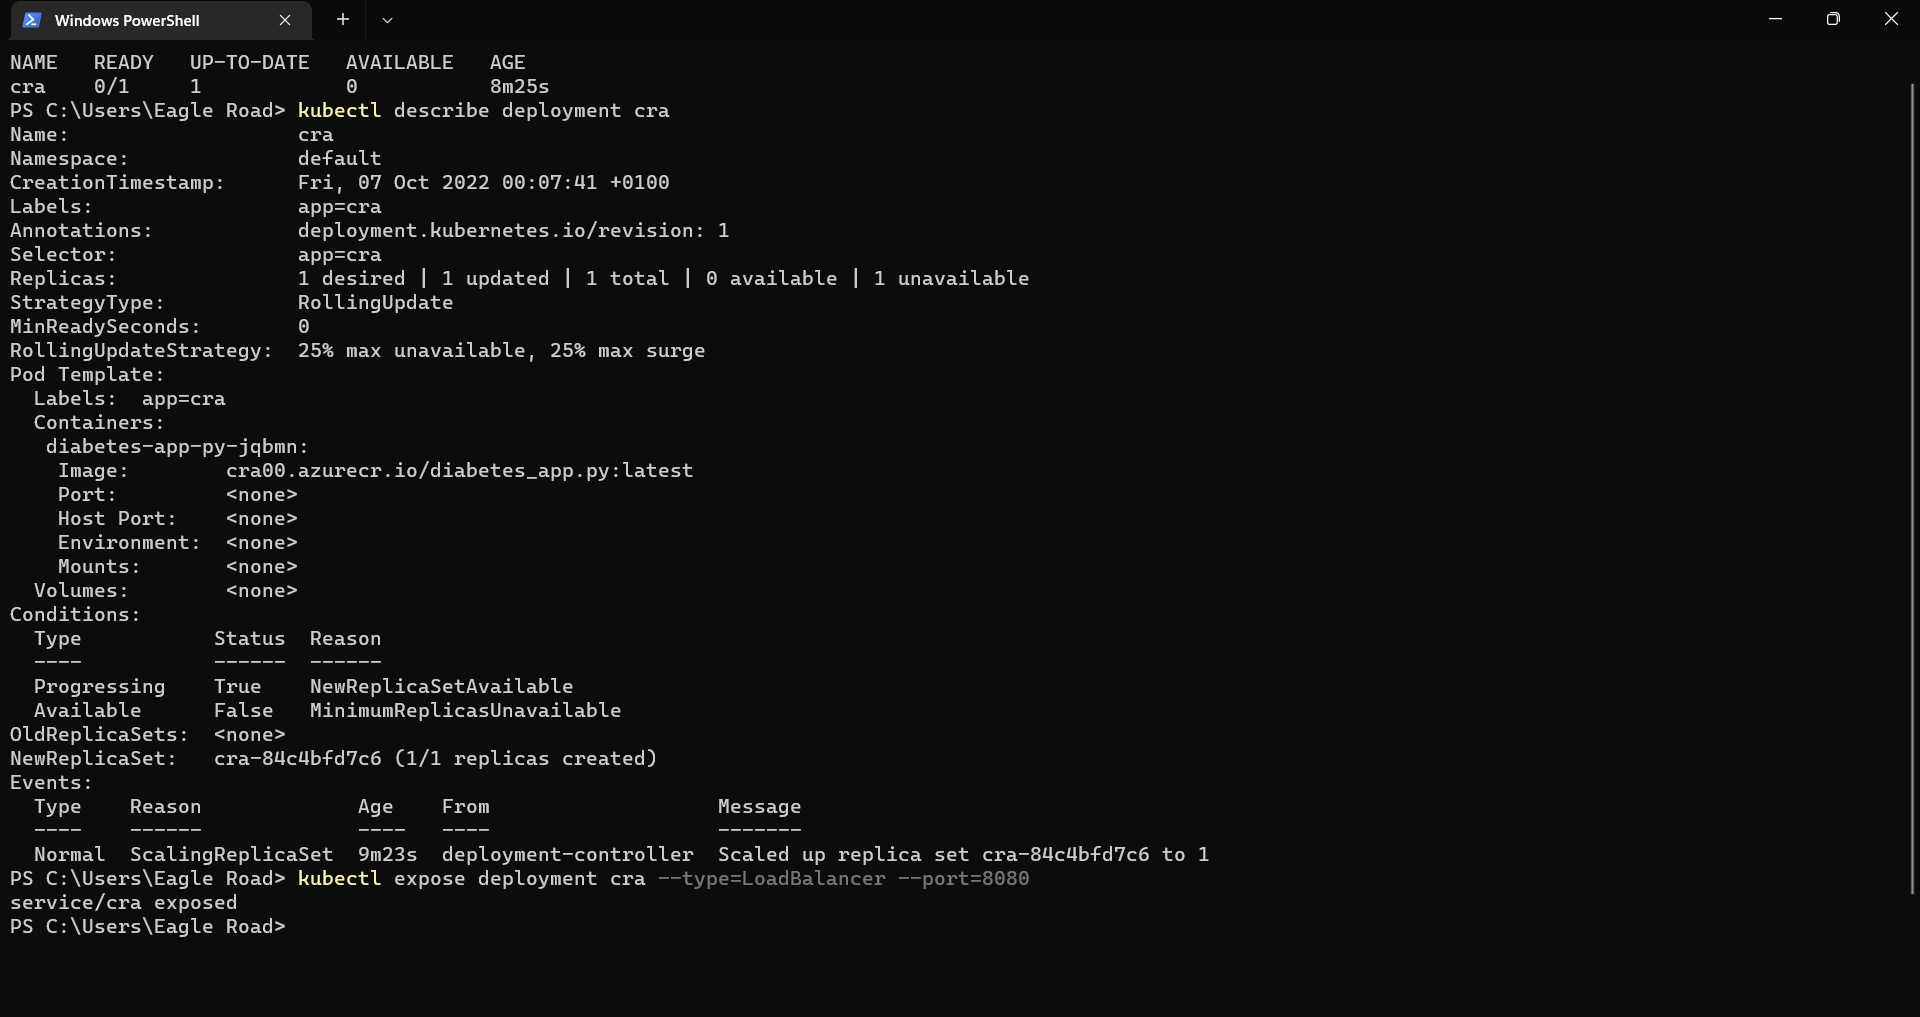 Windows PowerShell
NAME   READY   UP-TO-DATE   AVAILABLE   AGE
cra    0/1     1            0           8m25s
PS C:\Users\Eagle Road> kubectl describe deployment cra
Name:                   cra
Namespace:              default
CreationTimestamp:      Fri, 07 Oct 2022 00:07:41 +0100
Labels:                 app=cra
Annotations:            deployment.kubernetes.io/revision: 1
Selector:               app=cra
Replicas:               1 desired | 1 updated | 1 total | 0 available | 1 unavailable
StrategyType:           RollingUpdate
MinReadySeconds:        0
RollingUpdateStrategy:  25% max unavailable, 25% max surge
Pod Template:
  Labels:  app=cra
  Containers:
   diabetes-app-py-jqbmn:
    Image:        cra00.azurecr.io/diabetes_app.py:latest
    Port:         <none>
    Host Port:    <none>
    Environment:  <none>
    Mounts:       <none>
  Volumes:        <none>
Conditions:
  Type           Status  Reason
  ----           ------  ------
  Progressing    True    NewReplicaSetAvailable
  Available      False   MinimumReplicasUnavailable
OldReplicaSets:  <none>
NewReplicaSet:   cra-84c4bfd7c6 (1/1 replicas created)
Events:
  Type    Reason             Age    From                   Message
  ----    ------             ----   ----                   -------
  Normal  ScalingReplicaSet  9m23s  deployment-controller  Scaled up replica set cra-84c4bfd7c6 to 1
PS C:\Users\Eagle Road> kubectl expose deployment cra --type=LoadBalancer --port=8080
service/cra exposed
PS C:\Users\Eagle Road>